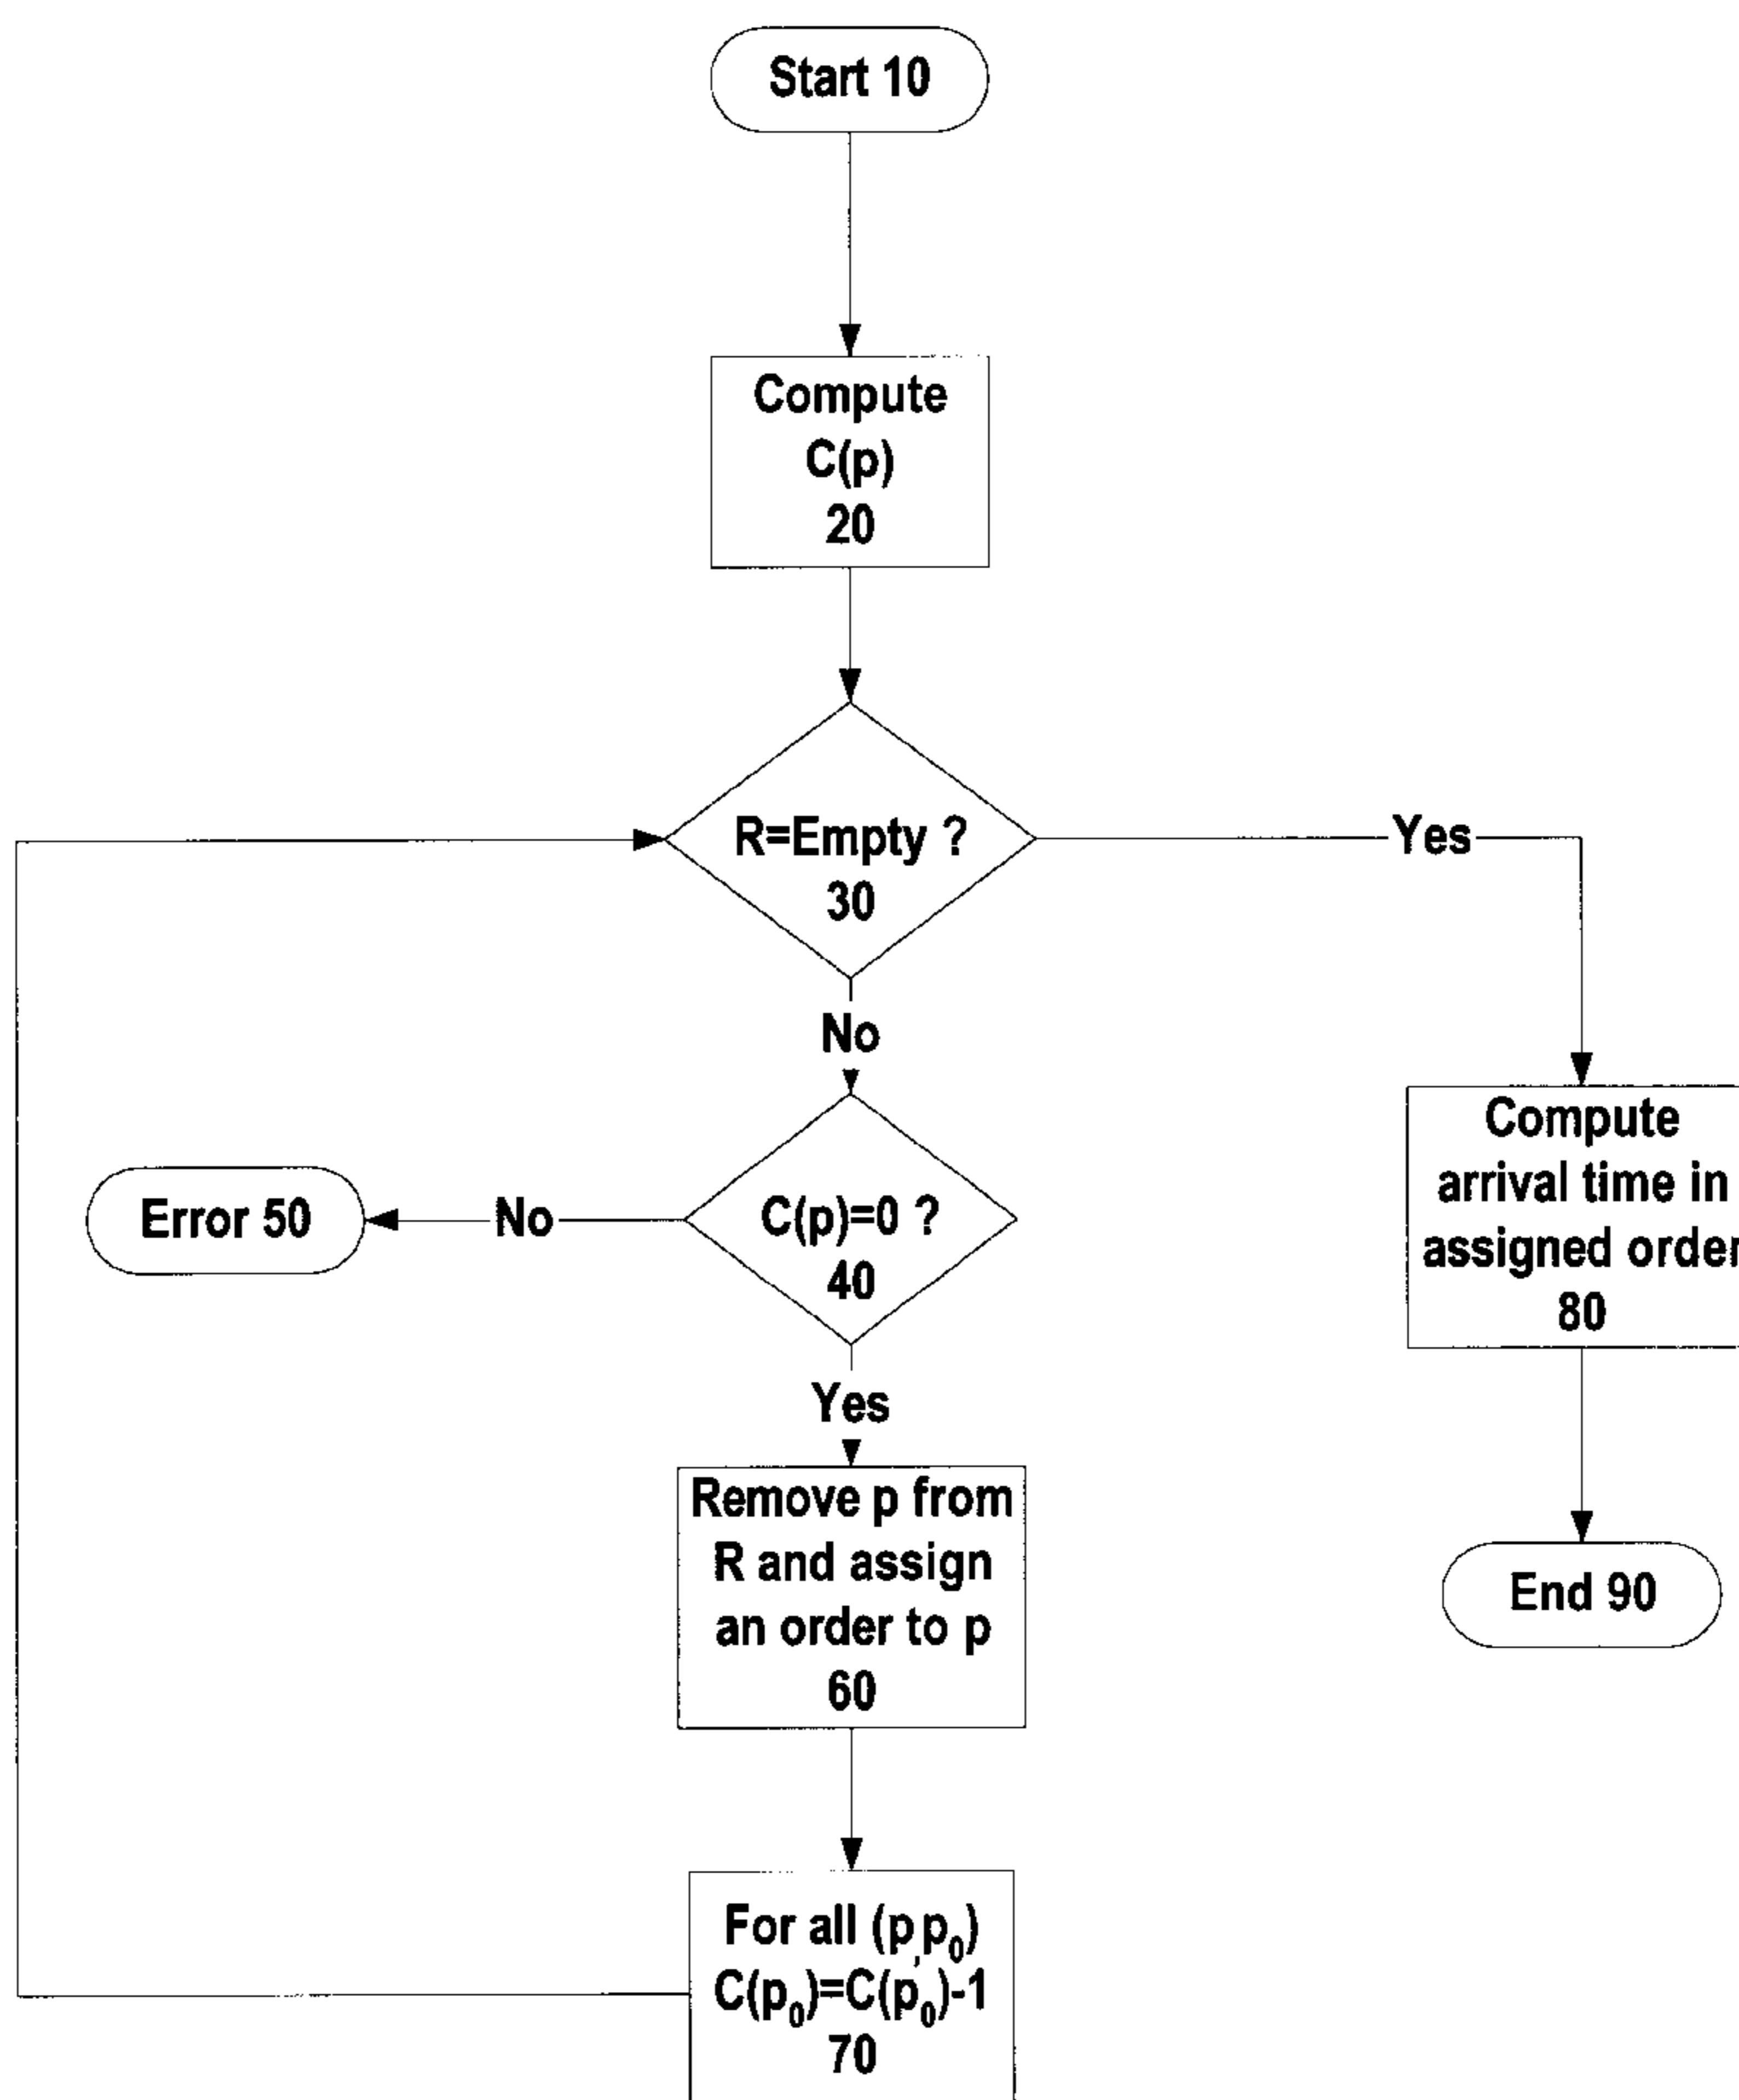 Start 10
Compute
C(p)
20
R=Empty ?
30
Yes
No
C(p)=0 ?
40
Error 50
No
Yes
Compute
arrival time in
assigned order
80
Remove p from
R and assign
an order to p
60
End 90
For all (p,p₀)
C(p₀)=C(p₀)-1
70